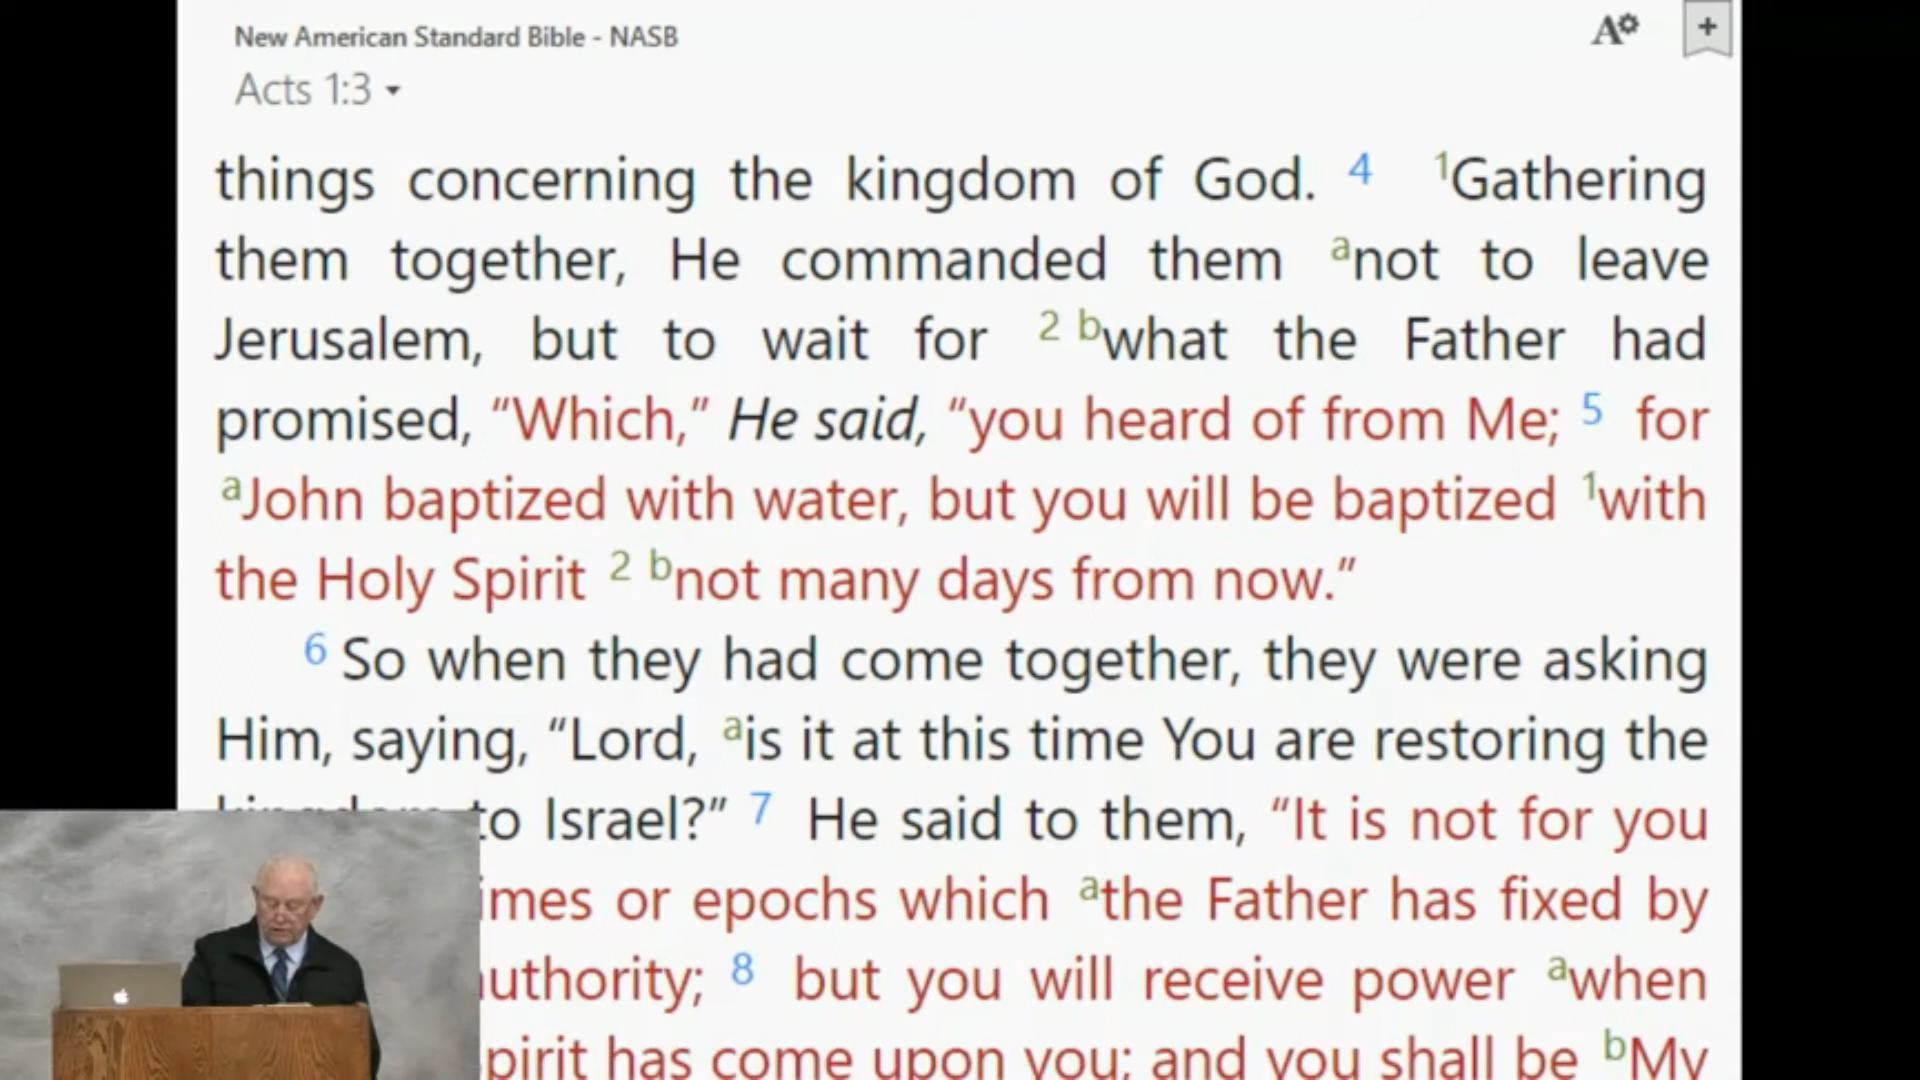 New American Standard Bible - NASB
Acts 1:3
things concerning the kingdom of God. 4 1Gathering
them together, He commanded them anot to leave
Jerusalem, but to wait for 2 bwhat the Father had
promised, “Which,” He said, “you heard of from Me; 5 for
aJohn baptized with water, but you will be baptized 1with
the Holy Spirit 2 bnot many days from now.”
6 So when they had come together, they were asking
Him, saying, “Lord, ais it at this time You are restoring the
to Israel?” 7 He said to them, “It is not for you
imes or epochs which athe Father has fixed by
uthority; 8 but you will receive power awhen
pirit has come upon you; and you shall be bMy